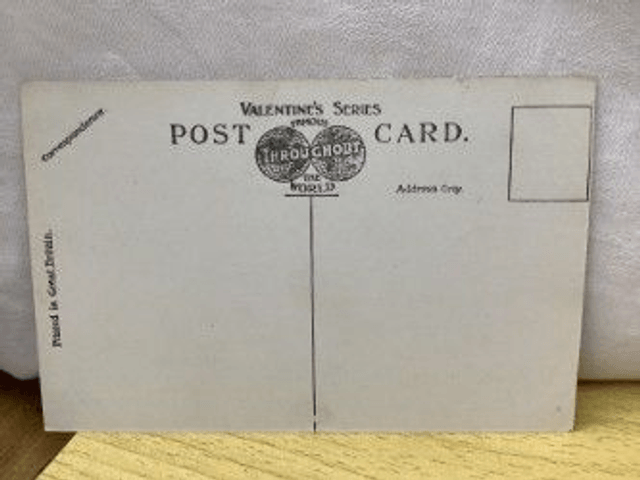 VALENTINE'S SERIES
FAMOUS
POST CARD.
THROUGHOUT
THE
WORLD
Correspondence.
Address Only.
Printed in Great Britain.